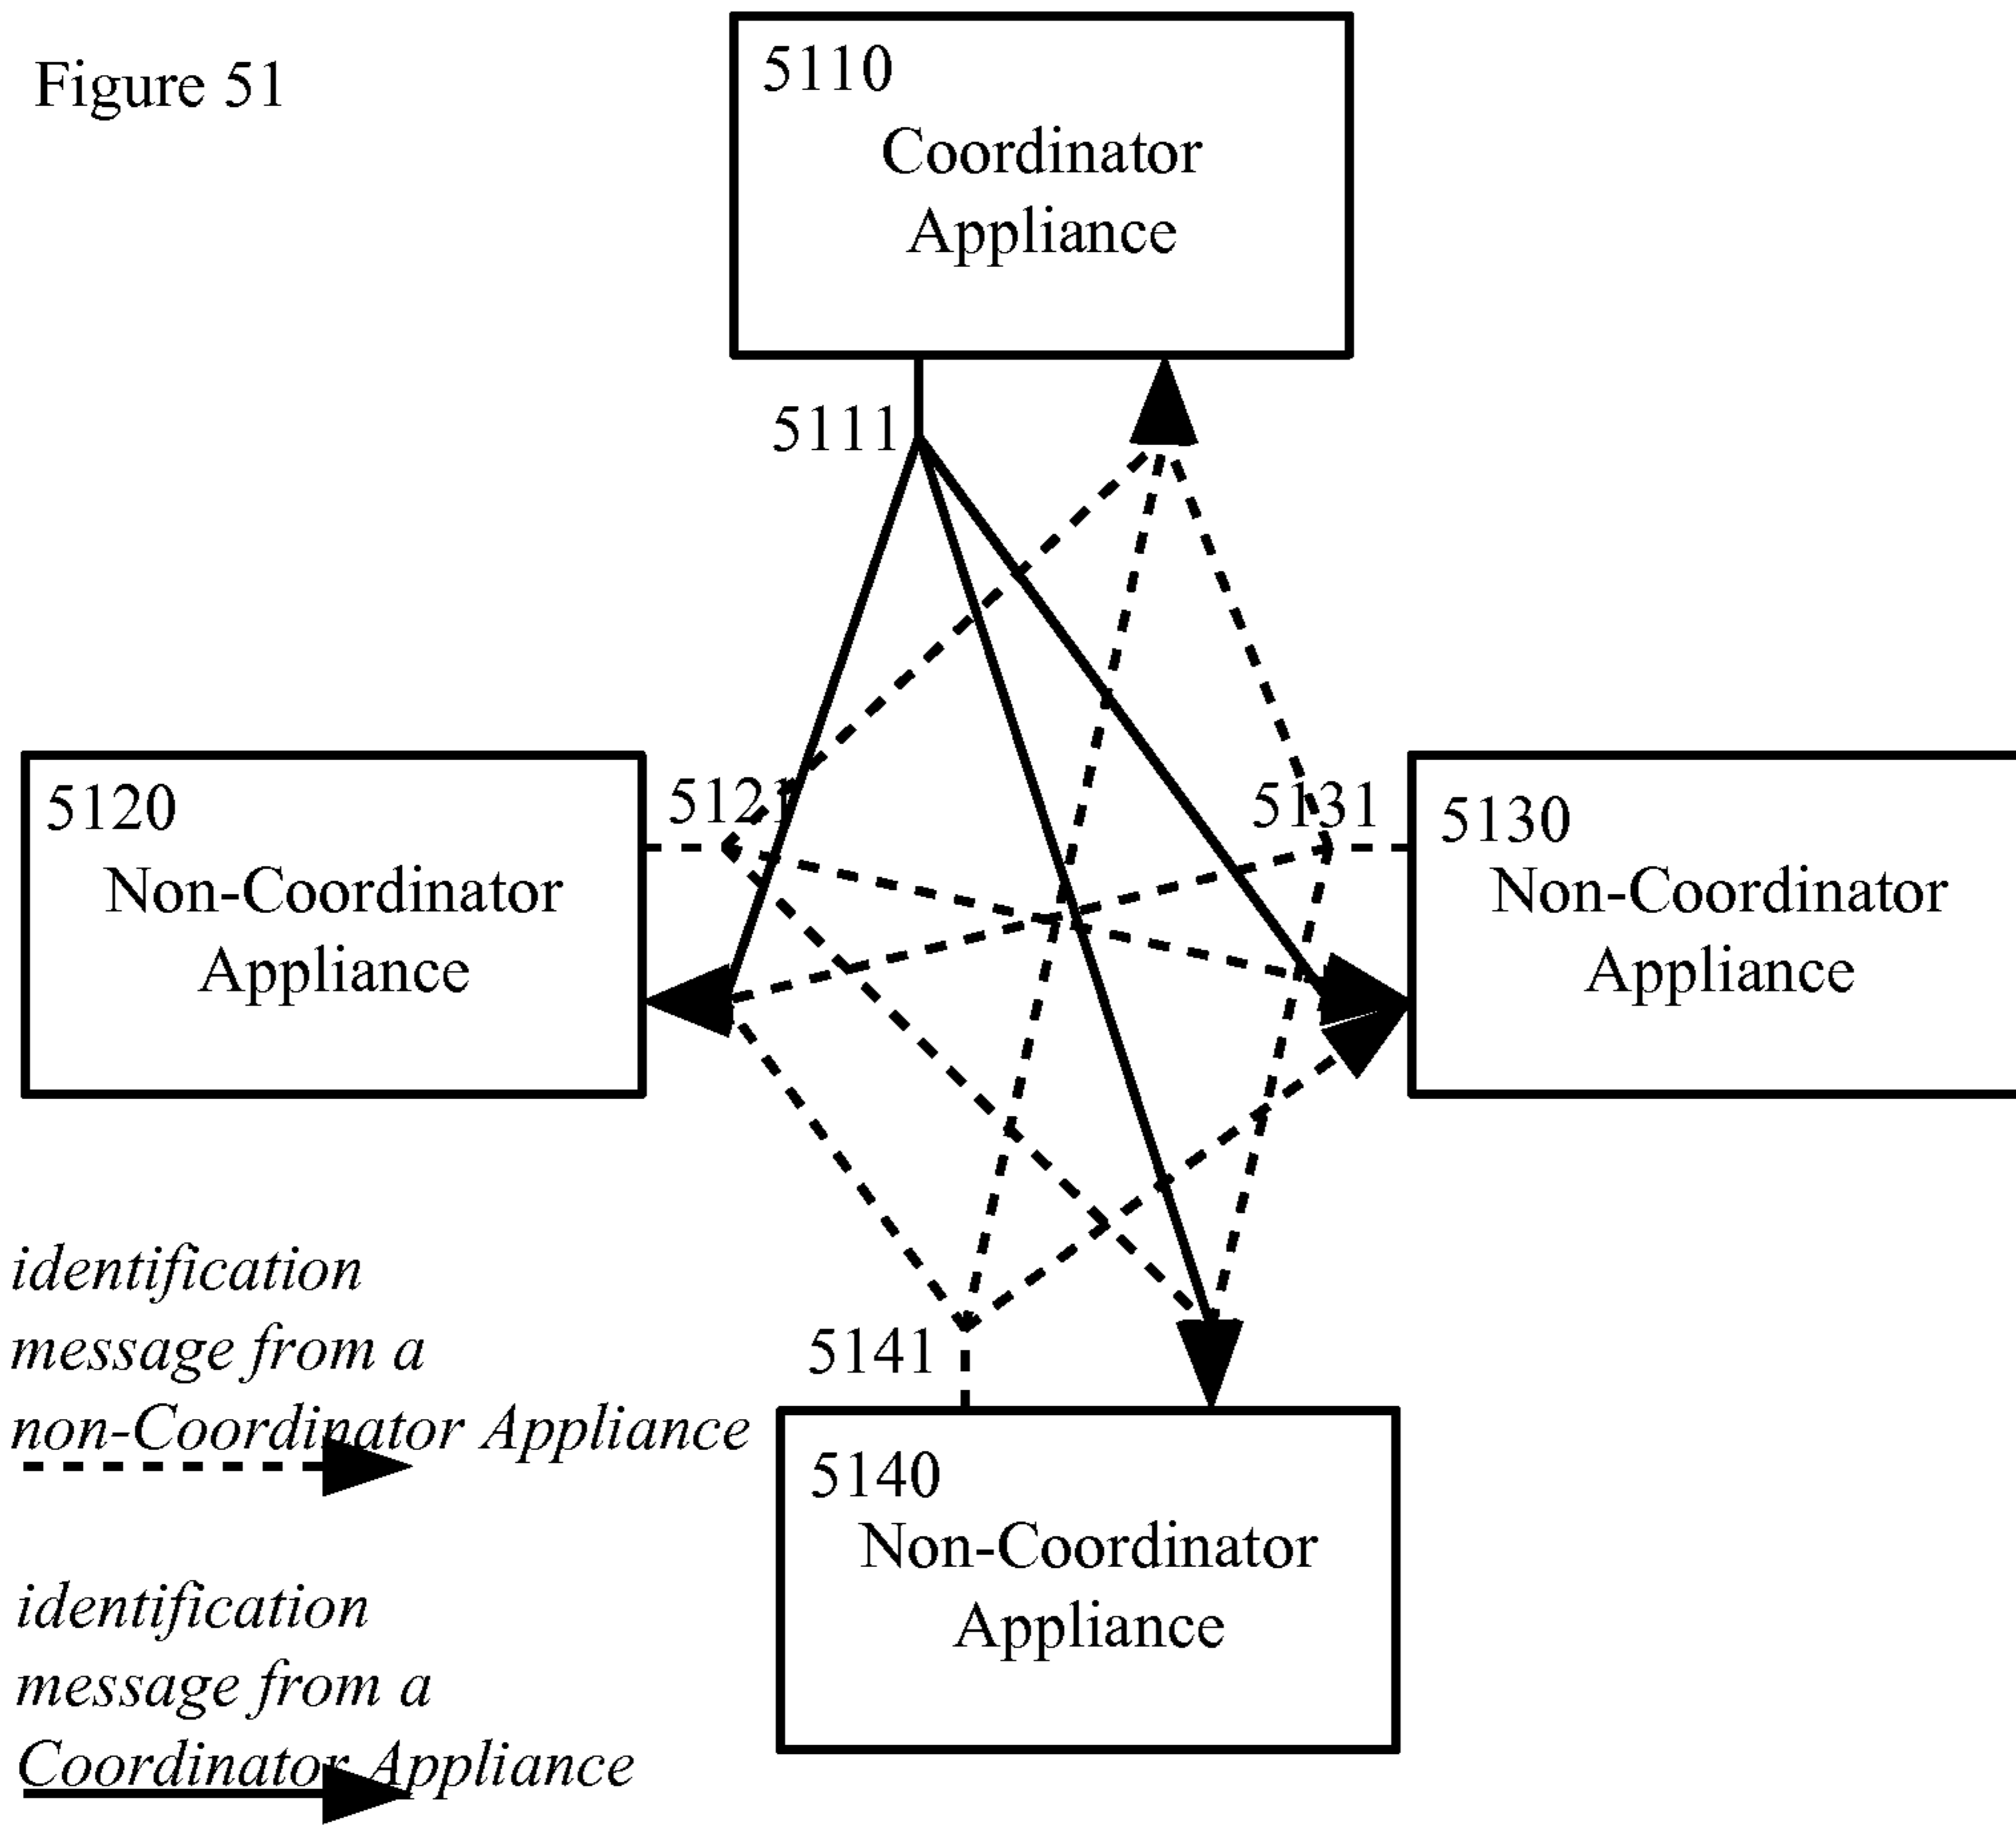 Figure 51
5110
Coordinator
Appliance
5111
5120
Non-Coordinator
Appliance
5121
5131
5130
Non-Coordinator
Appliance
5141
5140
Non-Coordinator
Appliance
identification
message from a
non-Coordinator Appliance
identification
message from a
Coordinator Appliance